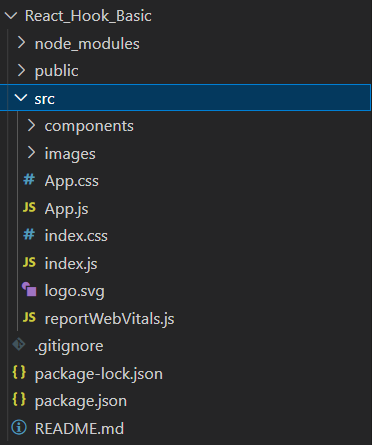 React_Hook_Basic
node_modules
public
src
components
images
# App.css
JS App.js
# index.css
JS index.js
logo.svg
JS reportWebVitals.js
.gitignore
{} package-lock.json
{} package.json
README.md